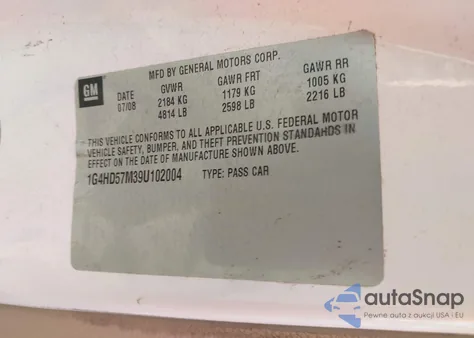 GM
MFD BY GENERAL MOTORS CORP.
DATE GVWR GAWR FRT GAWR RR
07/08 2184 KG 1179 KG 1005 KG
4814 LB 2598 LB 2216 LB
THIS VEHICLE CONFORMS TO ALL APPLICABLE U.S. FEDERAL MOTOR
VEHICLE SAFETY, BUMPER, AND THEFT PREVENTION STANDARDS IN
EFFECT ON THE DATE OF MANUFACTURE SHOWN ABOVE.
1G4HD57M39U102004 TYPE: PASS CAR
autaSnap
Pewne auta z aukcji USA i EU